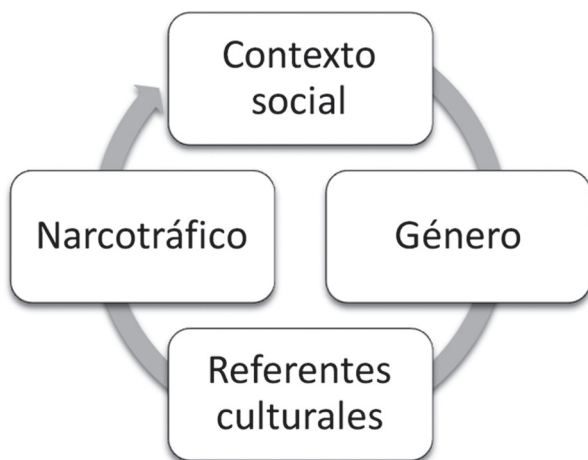 Contexto
social
Narcotráfico
Género
Referentes
culturales